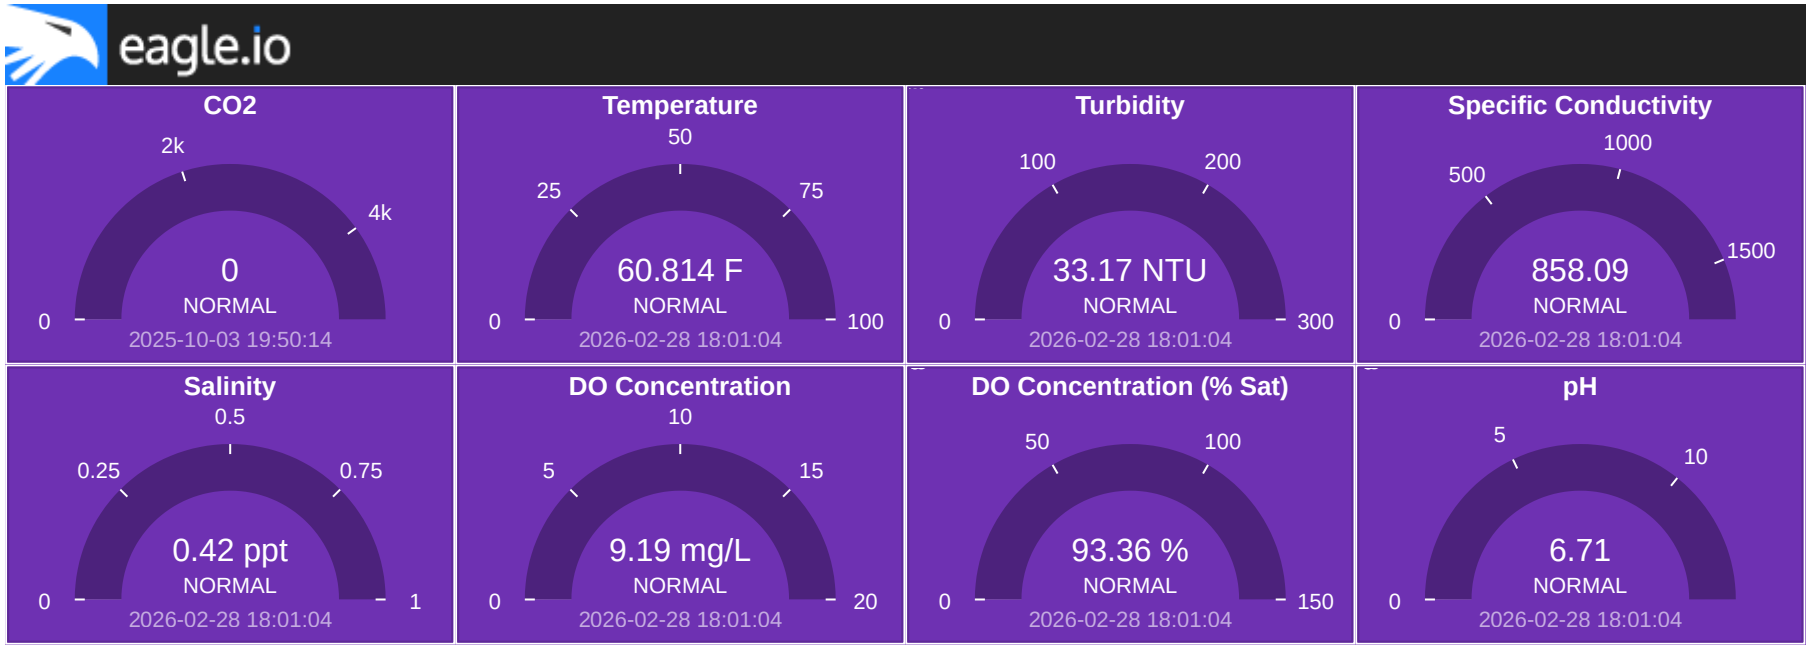 eagle.io
CO2
2k
4k
0
0
NORMAL
2025-10-03 19:50:14
Temperature
50
25
75
60.814 F
NORMAL
0
100
2026-02-28 18:01:04
Turbidity
100
200
33.17 NTU
NORMAL
0
300
2026-02-28 18:01:04
Specific Conductivity
1000
500
1500
858.09
NORMAL
0
2026-02-28 18:01:04
Salinity
0.5
0.25
0.75
0.42 ppt
NORMAL
0
1
2026-02-28 18:01:04
DO Concentration
10
5
15
9.19 mg/L
NORMAL
0
20
2026-02-28 18:01:04
DO Concentration (% Sat)
50
100
93.36 %
NORMAL
0
150
2026-02-28 18:01:04
pH
5
10
6.71
NORMAL
0
2026-02-28 18:01:04